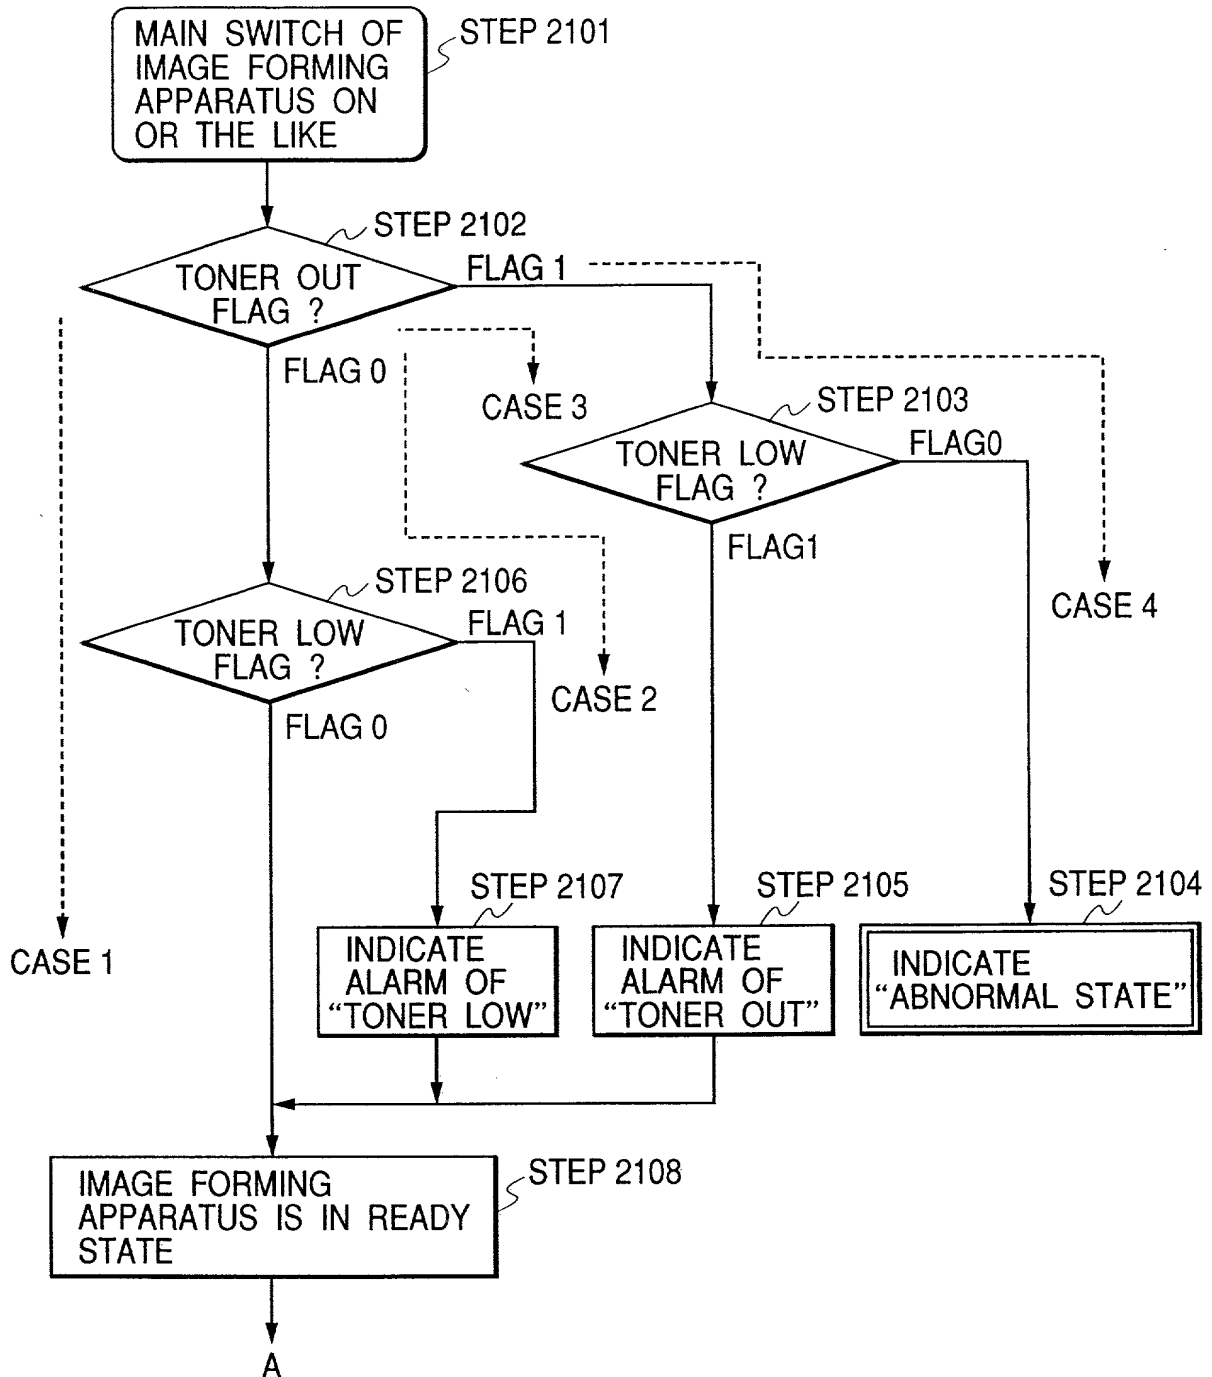 MAIN SWITCH OF
IMAGE FORMING
APPARATUS ON
OR THE LIKE
STEP 2101
STEP 2102
TONER OUT
FLAG ?
FLAG 1
FLAG 0
CASE 3
STEP 2103
TONER LOW
FLAG ?
FLAG0
FLAG1
CASE 4
STEP 2106
TONER LOW
FLAG ?
FLAG 1
FLAG 0
CASE 2
CASE 1
STEP 2107
INDICATE
ALARM OF
“TONER LOW”
STEP 2105
INDICATE
ALARM OF
“TONER OUT”
STEP 2104
INDICATE
“ABNORMAL STATE”
IMAGE FORMING
APPARATUS IS IN READY
STATE
STEP 2108
A